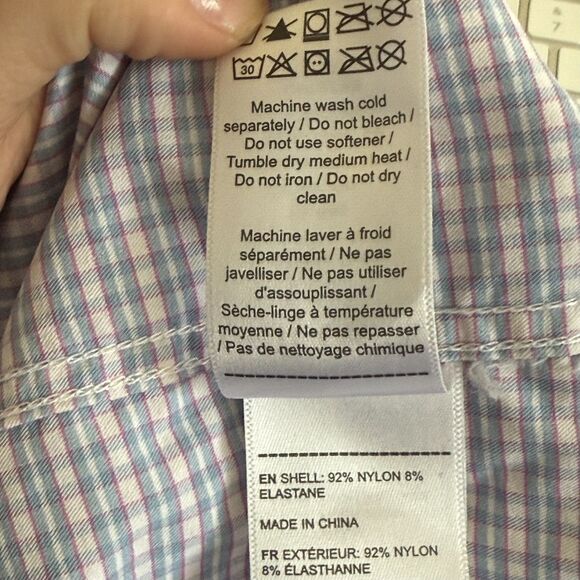 &
7
30
Machine wash cold
separately / Do not bleach /
Do not use softener /
Tumble dry medium heat /
Do not iron / Do not dry
clean
Machine laver à froid
séparément / Ne pas
javelliser / Ne pas utiliser
d'assouplissant /
Sèche-linge à température
moyenne / Ne pas repasser
/ Pas de nettoyage chimique
EN SHELL: 92% NYLON 8%
ELASTANE
MADE IN CHINA
FR EXTÉRIEUR: 92% NYLON
8% ÉLASTHANNE